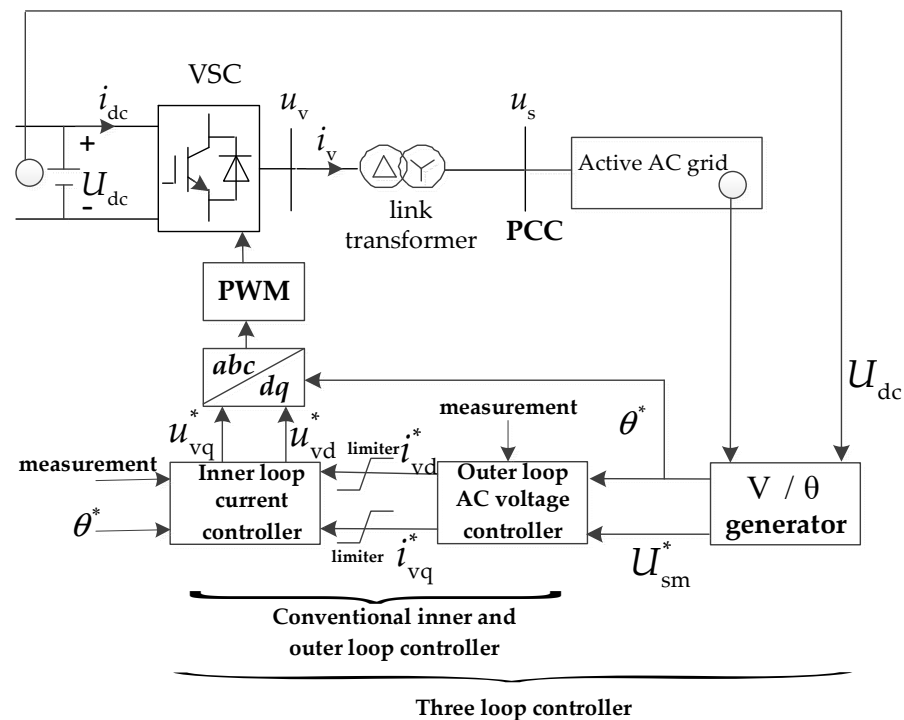 VSC
i_dc
u_v
u_s
i_v
+
U_dc
-
Active AC grid
link
transformer
PCC
PWM
abc
dq
U_dc
measurement
θ*
u*_vq
u*_vd
limiter
i*_vd
measurement
Inner loop
current
controller
Outer loop
AC voltage
controller
V / θ
generator
θ*
limiter
i*_vq
U*_sm
Conventional inner and
outer loop controller
Three loop controller